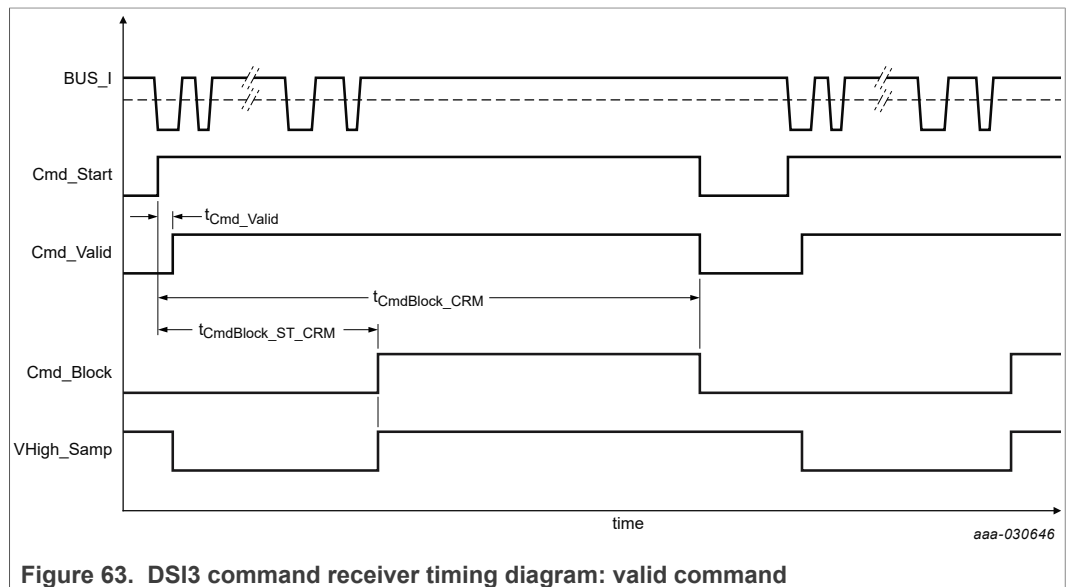 BUS_I
Cmd_Start
tCmd_Valid
Cmd_Valid
tCmdBlock_CRM
tCmdBlock_ST_CRM
Cmd_Block
VHigh_Samp
time
aaa-030646
Figure 63. DSI3 command receiver timing diagram: valid command